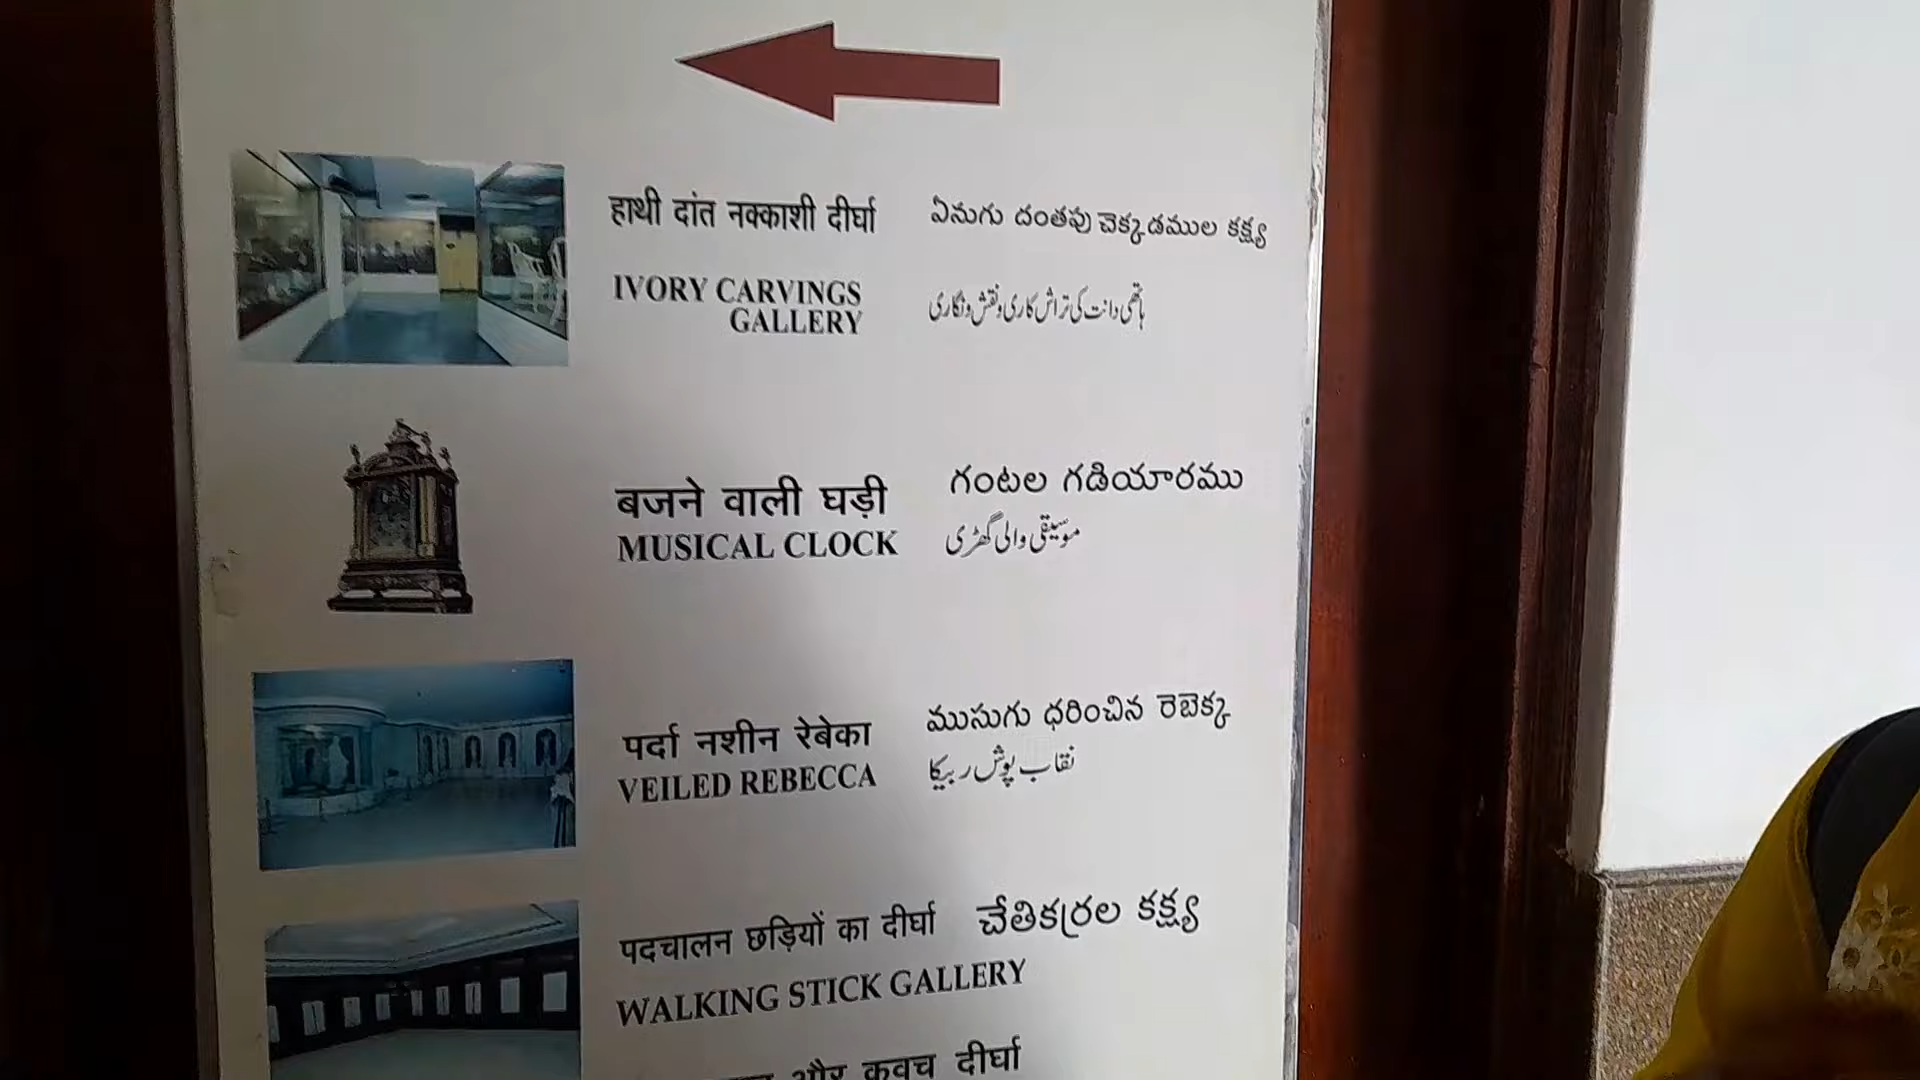 हाथी दांत नक्काशी दीर्घा
ఏనుగు దంతపు చెక్కడముల కక్ష్య
IVORY CARVINGS
GALLERY
ہاتھی دانت کی تراش کاری و نقش و نگاری
बजने वाली घड़ी
గంటల గడియారము
MUSICAL CLOCK
موسیقی والی گھڑی
पर्दा नशीन रेबेका
ముసుగు ధరించిన రెబెక్క
VEILED REBECCA
نقاب پوش ربیکا
पदचालन छड़ियों का दीर्घा
చేతికర్రల కక్ష్య
WALKING STICK GALLERY
और कवच दीर्घा